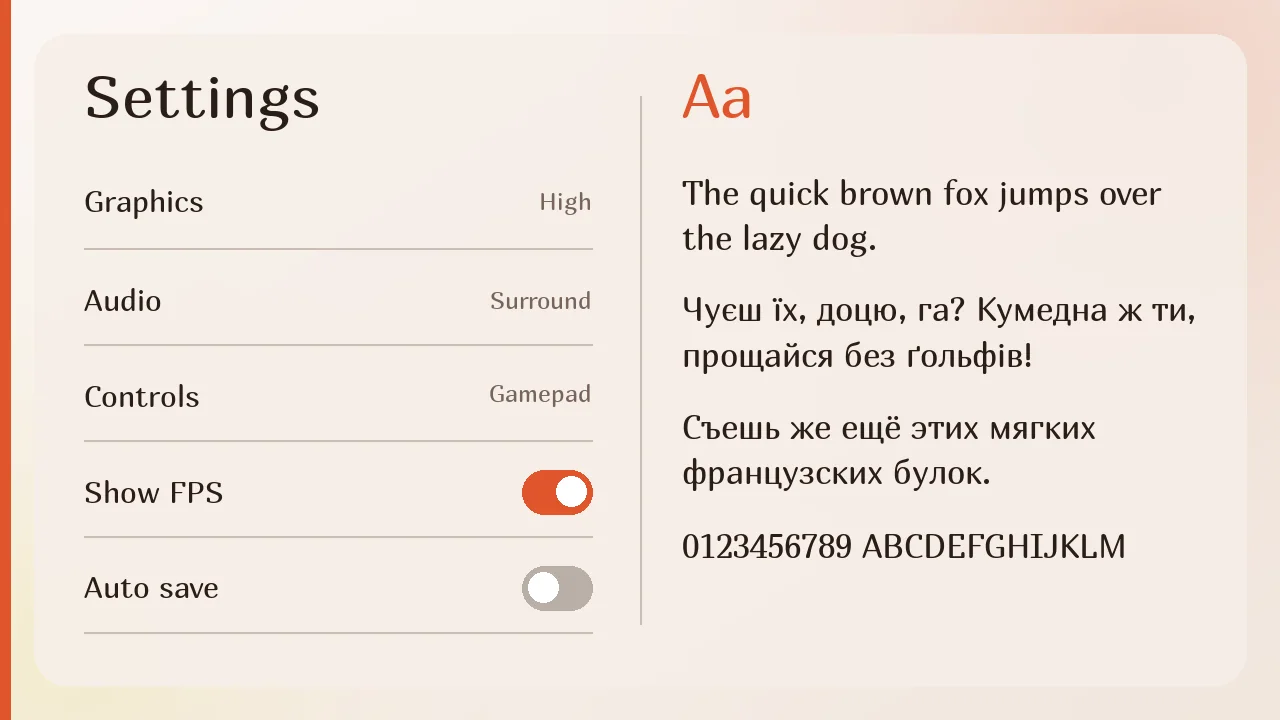 Settings
Graphics High
Audio Surround
Controls Gamepad
Show FPS
Auto save
Aa
The quick brown fox jumps over
the lazy dog.
Чуєш їх, доцю, га? Кумедна ж ти,
прощайся без ґольфів!
Съешь же ещё этих мягких
французских булок.
0123456789 ABCDEFGHIJKLM